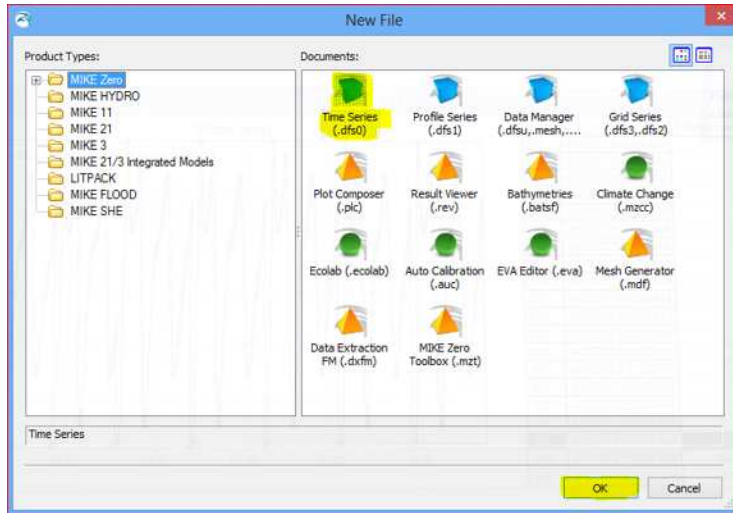 New File
Product Types:
Documents:
MIKE Zero
MIKE HYDRO
MIKE 11
MIKE 21
MIKE 3
MIKE 21/3 Integrated Models
LITPACK
MIKE FLOOD
MIKE SHE
Time Series
(.dfs0)
Profile Series
(.dfs1)
Data Manager
(.dfsu,.mesh,....
Grid Series
(.dfs3,.dfs2)
Plot Composer
(.plc)
Result Viewer
(.rev)
Bathymetries
(.batsf)
Climate Change
(.mzcc)
Ecolab (.ecolab)
Auto Calibration
(.auc)
EVA Editor (.eva)
Mesh Generator
(.mdf)
Data Extraction
FM (.dxfm)
MIKE Zero
Toolbox (.mzt)
Time Series
OK
Cancel